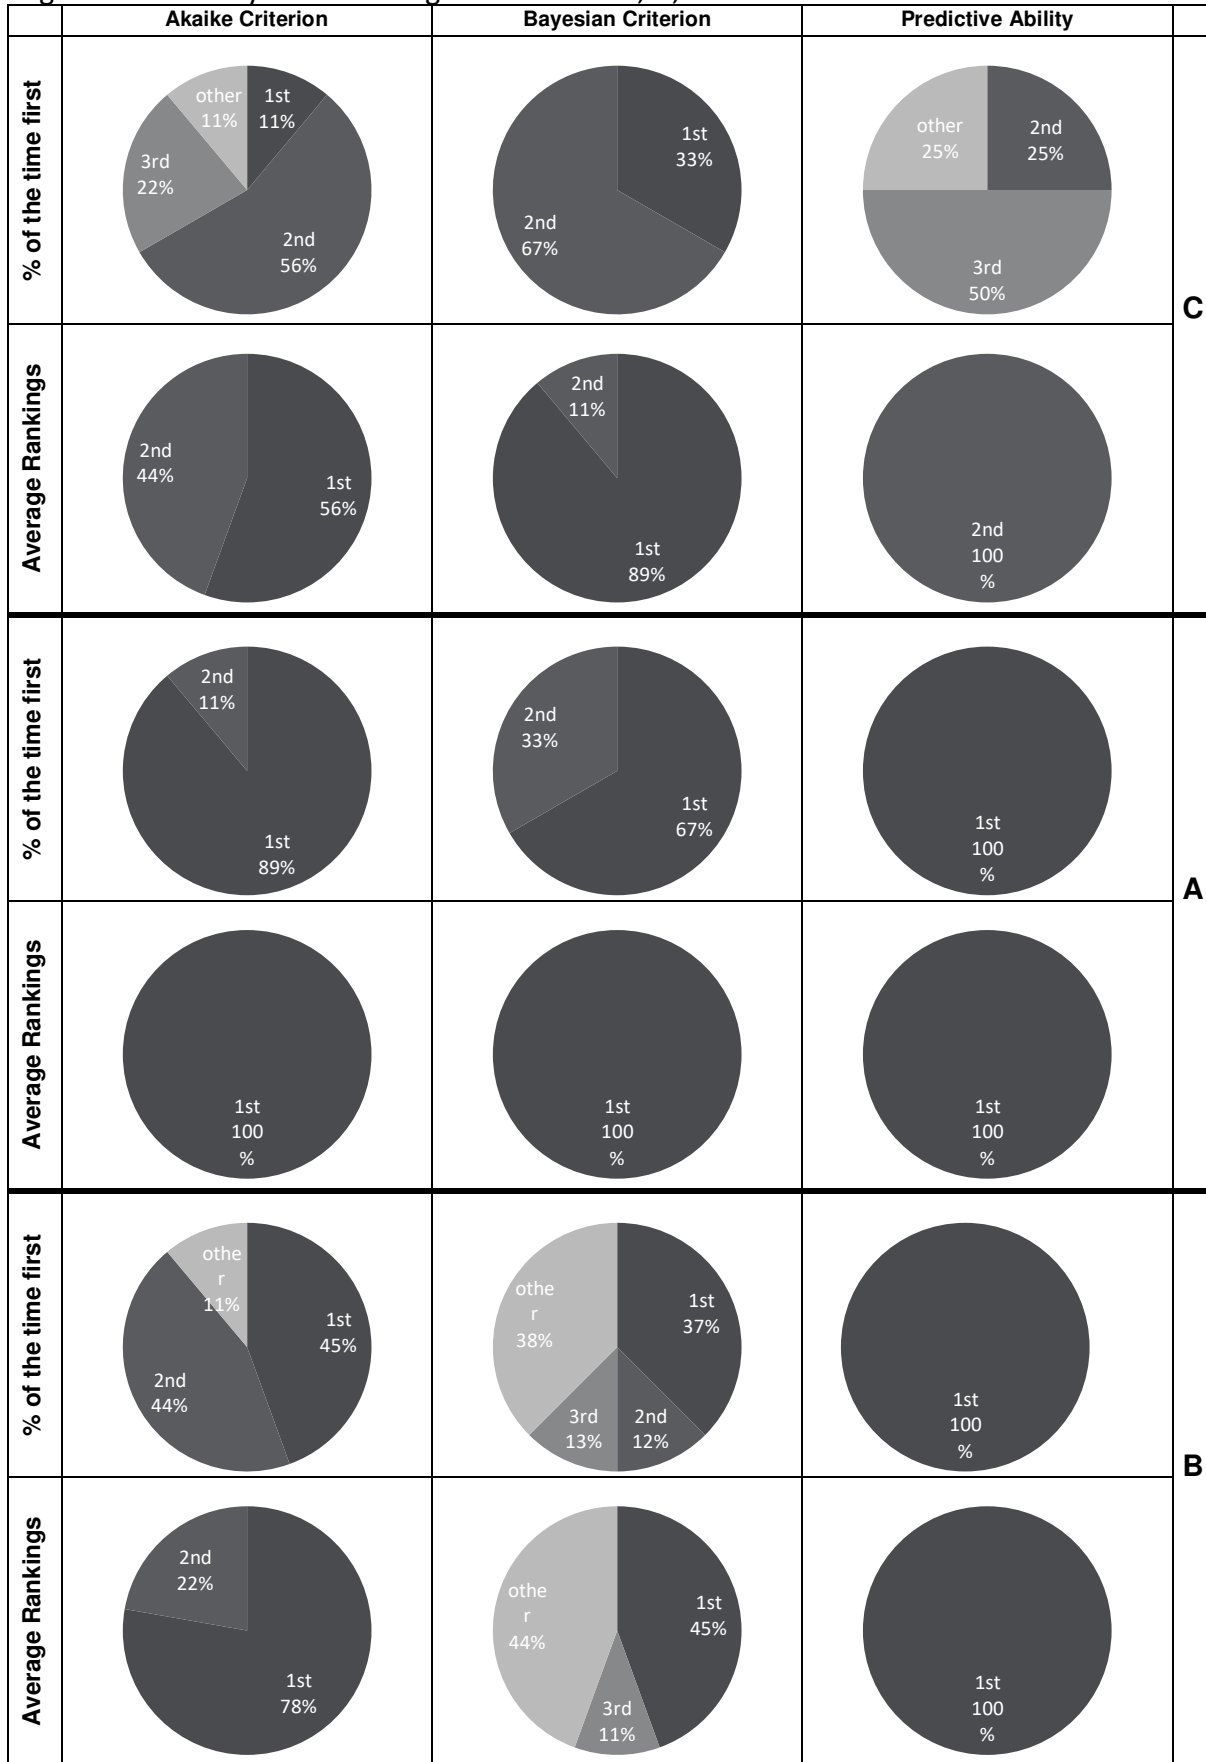 Akaike Criterion
Bayesian Criterion
Predictive Ability
% of the time first
other
11%
1st
11%
3rd
22%
2nd
56%
1st
33%
2nd
67%
other
25%
2nd
25%
3rd
50%
C
Average Rankings
2nd
44%
1st
56%
2nd
11%
1st
89%
2nd
100
%
% of the time first
2nd
11%
1st
89%
2nd
33%
1st
67%
1st
100
%
A
Average Rankings
1st
100
%
1st
100
%
1st
100
%
% of the time first
othe
r
11%
1st
45%
2nd
44%
othe
r
38%
1st
37%
3rd
13%
2nd
12%
1st
100
%
B
Average Rankings
2nd
22%
1st
78%
othe
r
44%
1st
45%
3rd
11%
1st
100
%